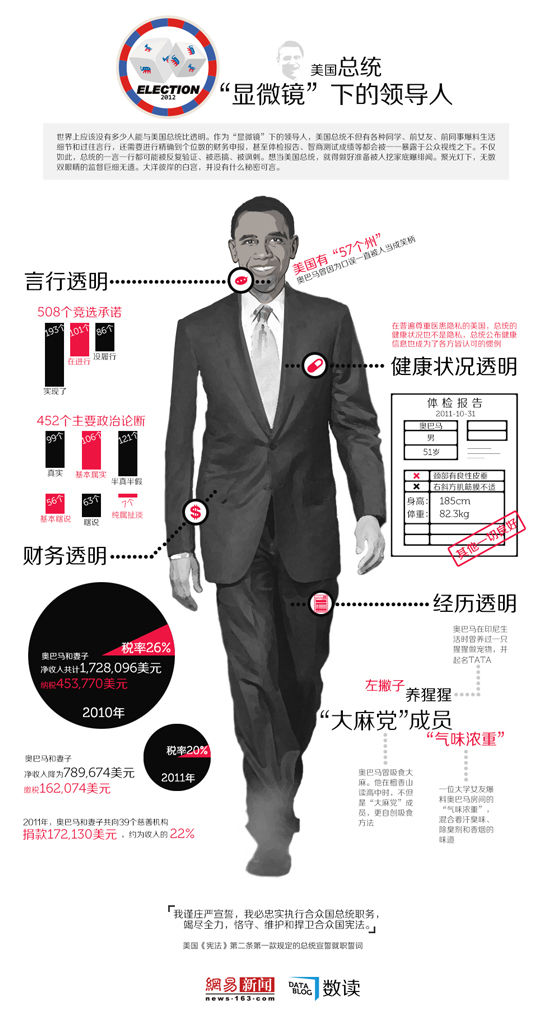 ELECTION
2012
美国总统
“显微镜”下的领导人
世界上应该没有多少人能与美国总统比透明。作为“显微镜”下的领导人，美国总统不但有各种同学、前女友、前同事爆料生活
细节和过往言行，还需要进行精确到个位数的财务申报，甚至体检报告、智商测试成绩等都会被一一暴露于公众视线之下。不仅
如此，总统的一言一行都可能被反复验证、被恶搞、被讽刺。想当美国总统，就得做好准备被人挖家底曝绯闻。聚光灯下，无数
双眼睛的监督巨细无遗。大洋彼岸的白宫，并没有什么秘密可言。
美国有“57个州”
奥巴马曾因为口误一直被人当成笑柄
言行透明
508个竞选承诺
193个
101个
86个
实现了
在进行
没履行
452个主要政治论断
99个
106个
121个
真实
基本属实
半真半假
56个
63个
7个
基本瞎说
瞎说
纯属扯淡
在普遍尊重医患隐私的美国，总统的
健康状况也不是隐私、总统公布健康
信息也成为了各方皆认可的惯例
健康状况透明
体检报告
2011-10-31
奥巴马
男
51岁
颈部有良性皮垂
右斜方肌筋膜不适
身高： 185cm
体重： 82.3kg
其他一切良好
财务透明
$
税率26%
奥巴马和妻子
净收入共计1,728,096美元
纳税453,770美元
2010年
税率20%
2011年
奥巴马和妻子
净收入降为789,674美元
缴税162,074美元
2011年，奥巴马和妻子共向39个慈善机构
捐款172,130美元，约为收入的 22%
经历透明
奥巴马在印尼生
活时曾养过一只
猩猩做宠物，并
起名TATA
左撇子
养猩猩
“大麻党”成员
“气味浓重”
奥巴马曾吸食大
麻。他在檀香山
读高中时，不但
是“大麻党”成
员，更自创吸食
方法
一位大学女友爆
料奥巴马房间的
“气味浓重”，
混合着汗臭味、
除臭剂和香烟的
味道
「我谨庄严宣誓，我必忠实执行合众国总统职务，
竭尽全力，恪守、维护和捍卫合众国宪法。」
美国《宪法》第二条第一款规定的总统宣誓就职誓词
網易新闻
news·163·com
DATA
BLOG
数读